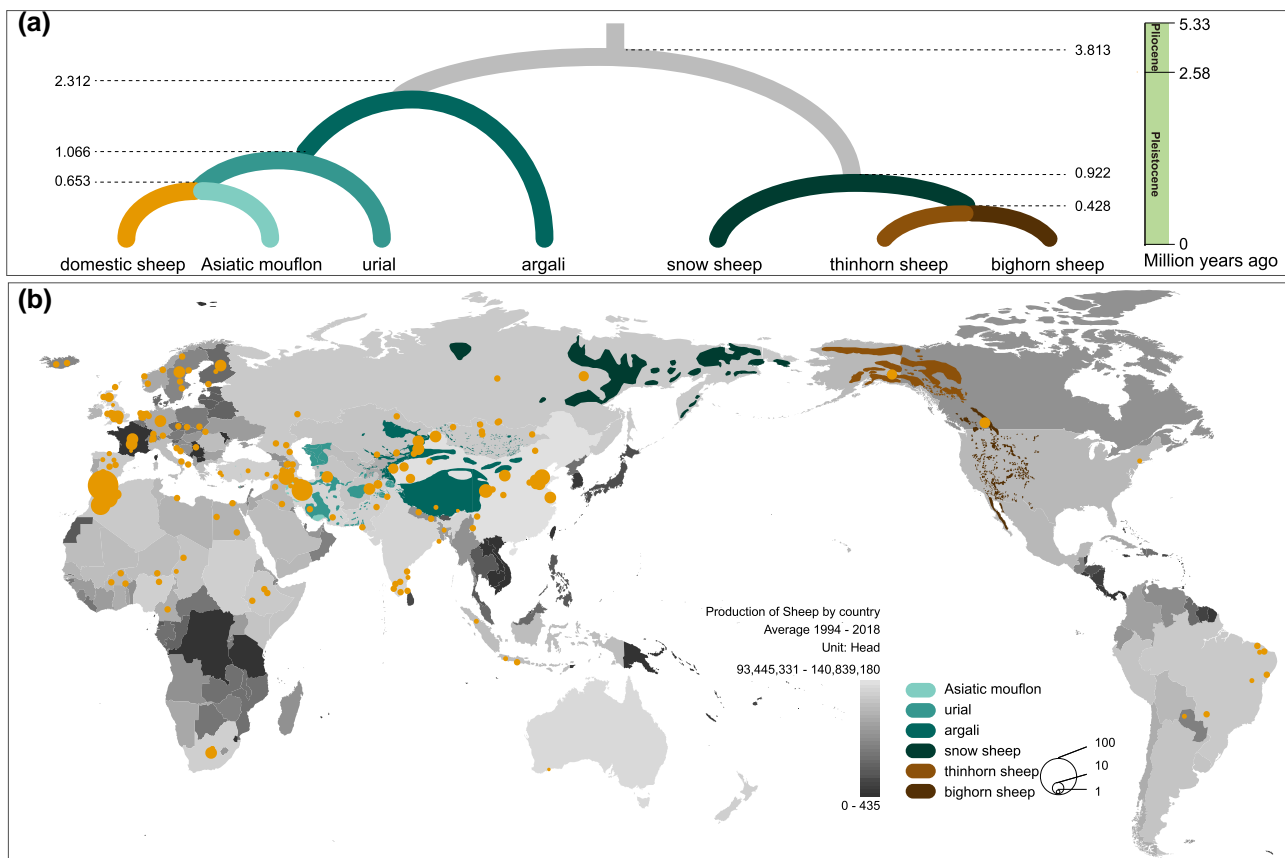 (a)
5.33
Pliocene
3.813
2.312
2.58
1.066
Pleistocene
0.653
0.922
0.428
0
domestic sheep
Asiatic mouflon
urial
argali
snow sheep
thinhorn sheep
bighorn sheep
Million years ago
(b)
Production of Sheep by country
Average 1994 - 2018
Unit: Head
93,445,331 - 140,839,180
0 - 435
Asiatic mouflon
urial
argali
snow sheep
thinhorn sheep
bighorn sheep
100
10
1